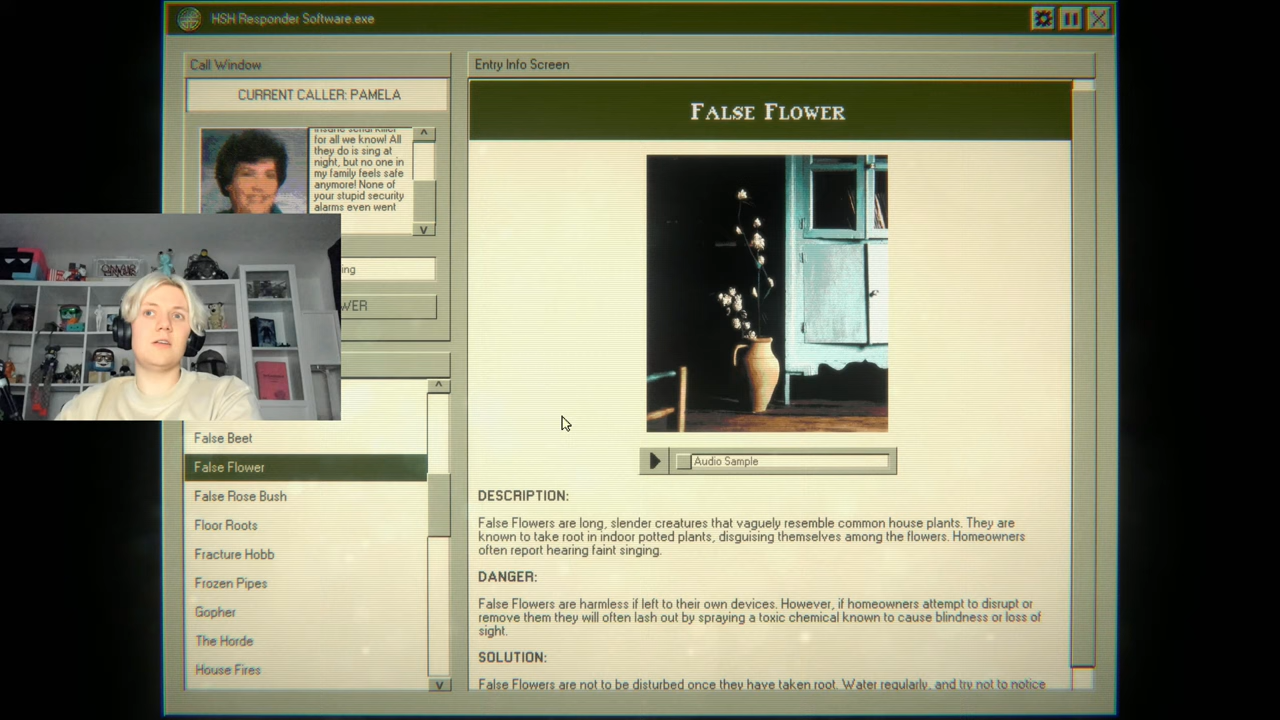 HSH Responder Software.exe
Call Window
CURRENT CALLER: PAMELA
insane serial killer
for all we know! All
they do is sing at
night, but no one in
my family feels safe
anymore! None of
your stupid security
alarms even went
ing
WER
False Beet
False Flower
False Rose Bush
Floor Roots
Fracture Hobb
Frozen Pipes
Gopher
The Horde
House Fires
Entry Info Screen
FALSE FLOWER
Audio Sample
DESCRIPTION:
False Flowers are long, slender creatures that vaguely resemble common house plants. They are
known to take root in indoor potted plants, disguising themselves among the flowers. Homeowners
often report hearing faint singing.
DANGER:
False Flowers are harmless if left to their own devices. However, if homeowners attempt to disrupt or
remove them they will often lash out by spraying a toxic chemical known to cause blindness or loss of
sight.
SOLUTION:
False Flowers are not to be disturbed once they have taken root. Water regularly, and try not to notice